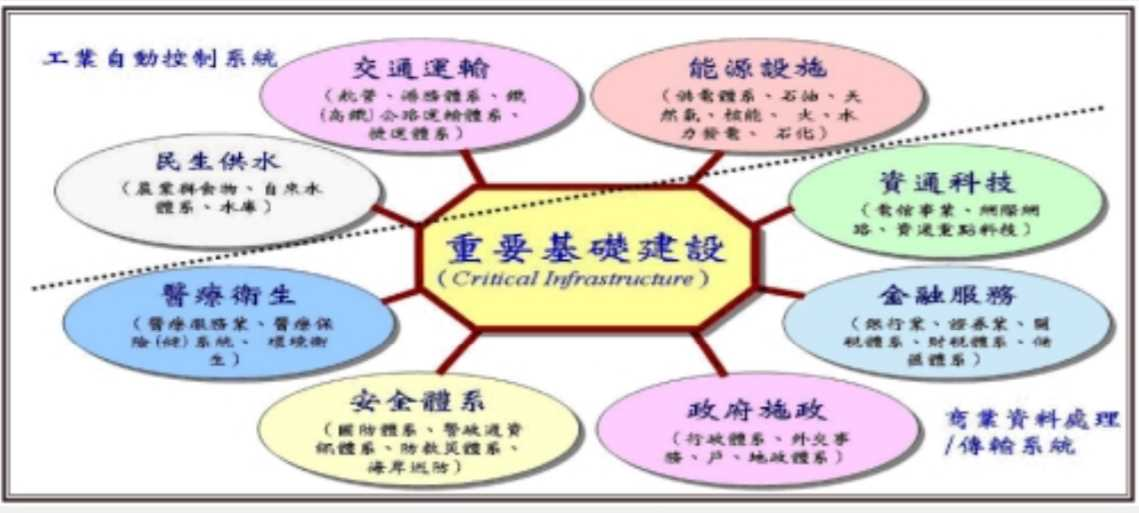 工業自動控制系統
交通運輸
(航管、港務體系、鐵
(高鐵)公路運輸體系、
捷運體系)
能源設施
(供電體系、石油、天
然氣、核能、 火、水
力發電、 石化)
民生供水
(農業與食物、自來水
體系、水庫)
資通科技
(電信事業、網際網
路、資通重點科技)
重要基礎建設
(Critical Infrastructure)
醫療衛生
(醫療服務業、醫療保
險(健)系統、 環境衛
生)
金融服務
(銀行業、證券業、關
稅體系、財稅體系、儲
匯體系)
安全體系
(國防體系、警政通資
訊體系、防救災體系、
海岸巡防)
政府施政
(行政體系、外交事
務、戶、地政體系)
商業資料處理
/傳輸系統